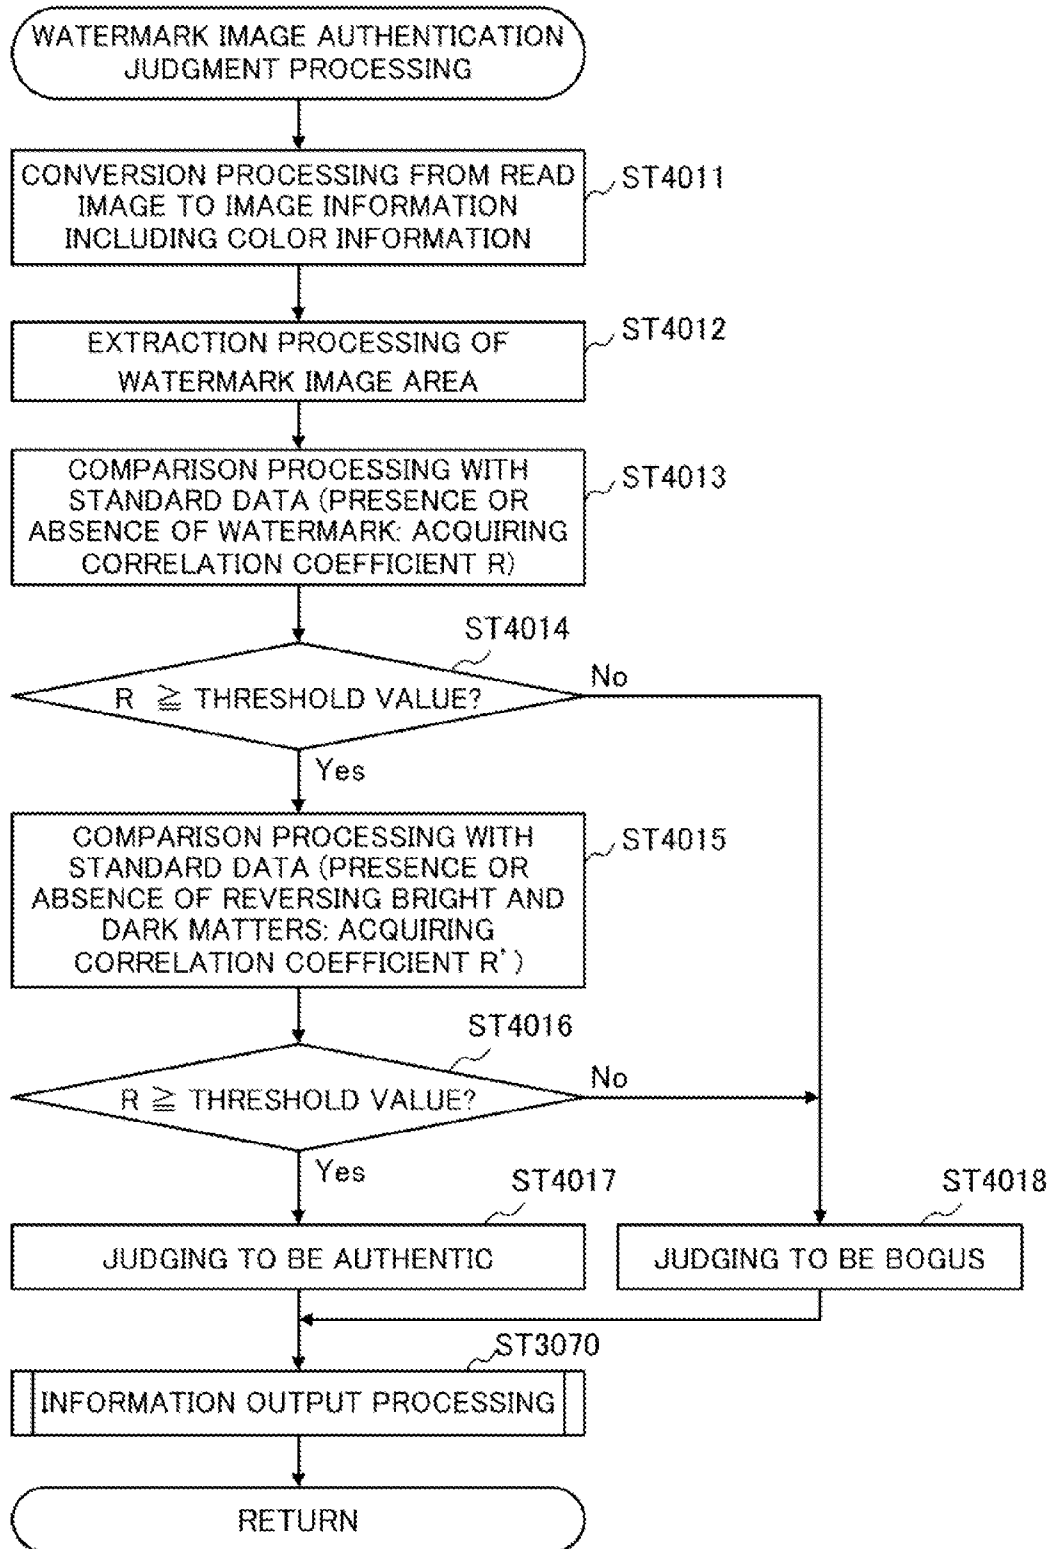 WATERMARK IMAGE AUTHENTICATION
JUDGMENT PROCESSING
CONVERSION PROCESSING FROM READ
IMAGE TO IMAGE INFORMATION
INCLUDING COLOR INFORMATION
ST4011
EXTRACTION PROCESSING OF
WATERMARK IMAGE AREA
ST4012
COMPARISON PROCESSING WITH
STANDARD DATA (PRESENCE OR
ABSENCE OF WATERMARK: ACQUIRING
CORRELATION COEFFICIENT R)
ST4013
ST4014
R ≧ THRESHOLD VALUE?
No
Yes
COMPARISON PROCESSING WITH
STANDARD DATA (PRESENCE OR
ABSENCE OF REVERSING BRIGHT AND
DARK MATTERS: ACQUIRING
CORRELATION COEFFICIENT R')
ST4015
ST4016
R ≧ THRESHOLD VALUE?
No
Yes
ST4017
JUDGING TO BE AUTHENTIC
ST4018
JUDGING TO BE BOGUS
ST3070
INFORMATION OUTPUT PROCESSING
RETURN